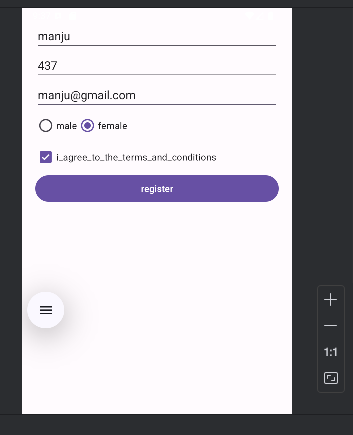 manju
437
manju@gmail.com
male female
i_agree_to_the_terms_and_conditions
register
1:1